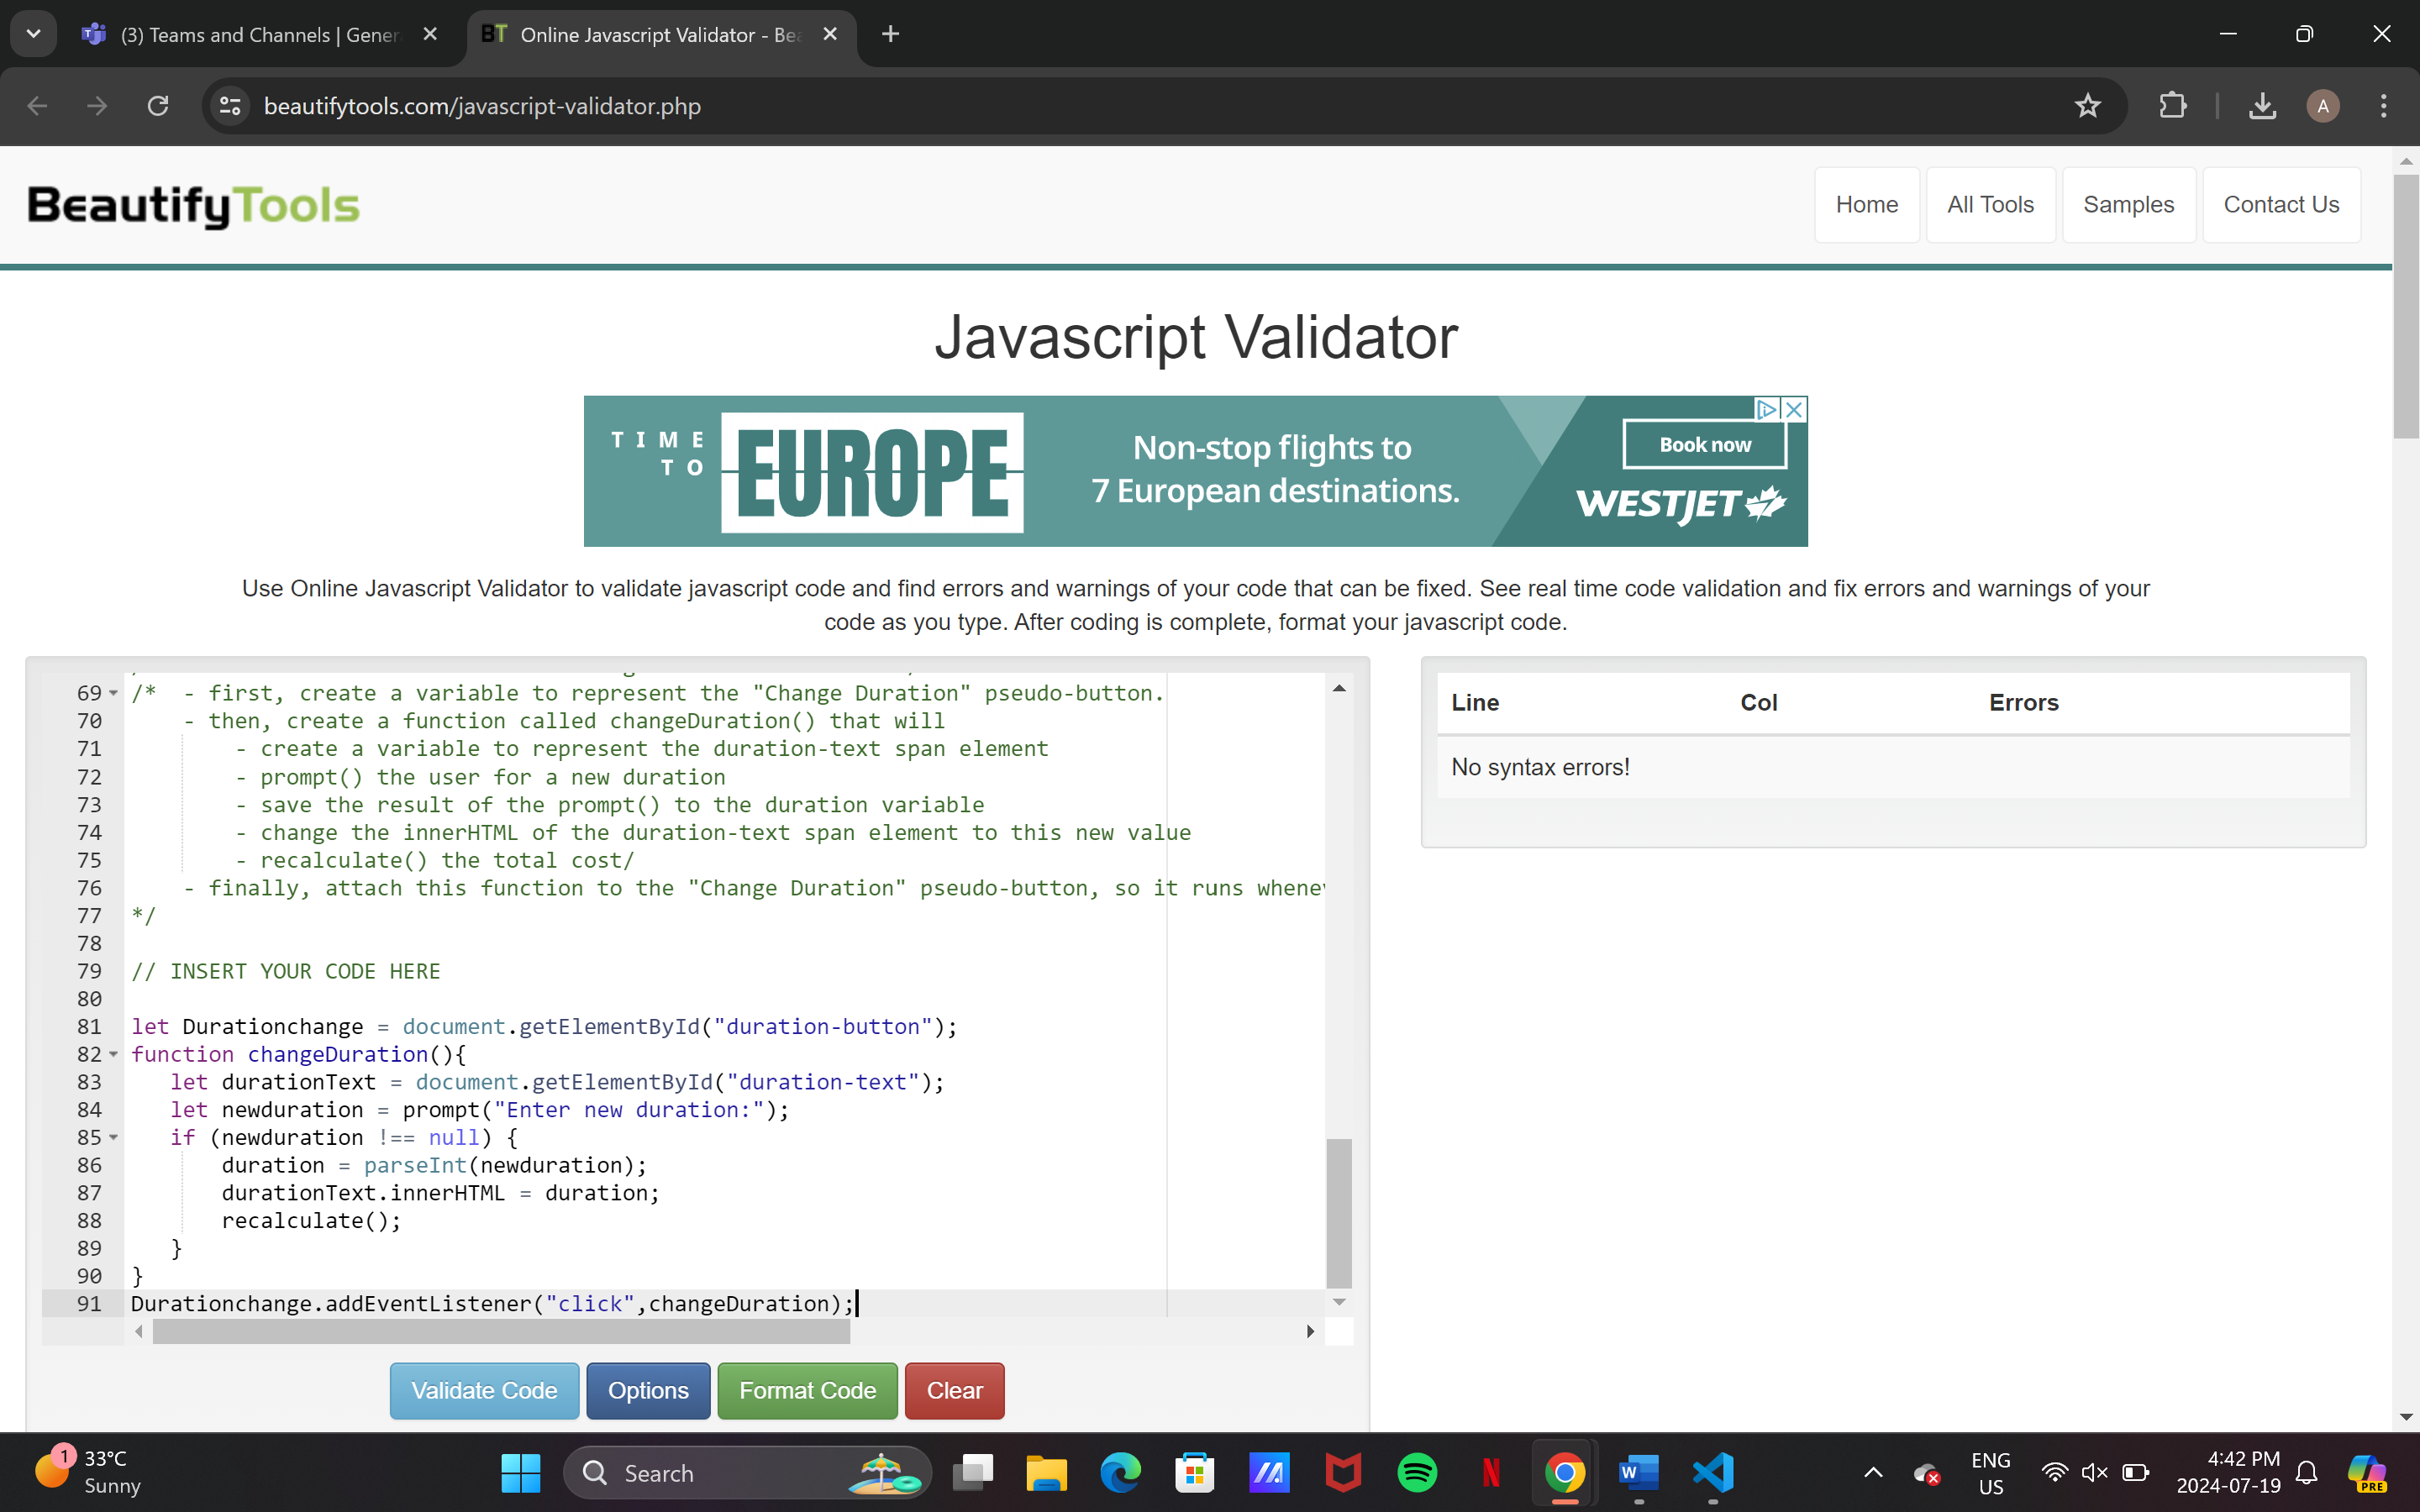 (3) Teams and Channels | Gener
BT Online Javascript Validator - Bea
beautifytools.com/javascript-validator.php
A
BeautifyTools
Home
All Tools
Samples
Contact Us
Javascript Validator
TIME
TO
EUROPE
Non-stop flights to
7 European destinations.
Book now
WESTJET
Use Online Javascript Validator to validate javascript code and find errors and warnings of your code that can be fixed. See real time code validation and fix errors and warnings of your
code as you type. After coding is complete, format your javascript code.
69 /*  - first, create a variable to represent the "Change Duration" pseudo-button.
70     - then, create a function called changeDuration() that will
71         - create a variable to represent the duration-text span element
72         - prompt() the user for a new duration
73         - save the result of the prompt() to the duration variable
74         - change the innerHTML of the duration-text span element to this new value
75         - recalculate() the total cost/
76     - finally, attach this function to the "Change Duration" pseudo-button, so it runs whenev
77 */
78
79 // INSERT YOUR CODE HERE
80
81 let Durationchange = document.getElementById("duration-button");
82 function changeDuration(){
83    let durationText = document.getElementById("duration-text");
84    let newduration = prompt("Enter new duration:");
85    if (newduration !== null) {
86        duration = parseInt(newduration);
87        durationText.innerHTML = duration;
88        recalculate();
89    }
90 }
91 Durationchange.addEventListener("click",changeDuration);
Line Col Errors
No syntax errors!
Validate Code
Options
Format Code
Clear
1
33°C
Sunny
Search
N
W
ENG
US
4:42 PM
2024-07-19
PRE